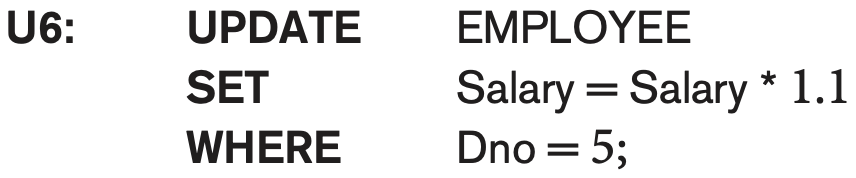 U6: UPDATE EMPLOYEE
SET Salary = Salary * 1.1
WHERE Dno = 5;